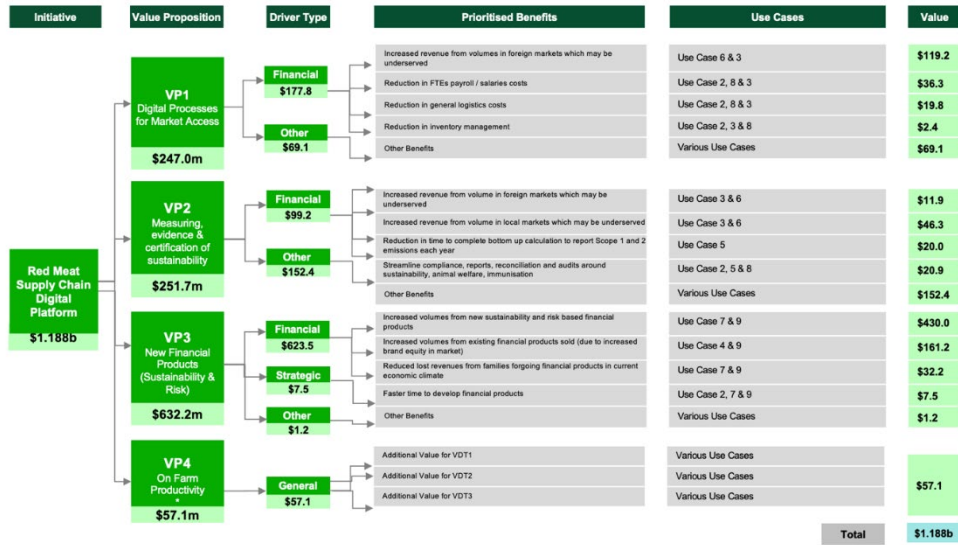 Initiative
Value Proposition
Driver Type
Prioritised Benefits
Use Cases
Value
Red Meat
Supply Chain
Digital
Platform
$1.188b
VP1
Digital Processes
for Market Access
$247.0m
Financial
$177.8
Other
$69.1
Increased revenue from volumes in foreign markets which may be
underserved
Use Case 6 & 3
$119.2
Reduction in FTEs payroll / salaries costs
Use Case 2, 8 & 3
$36.3
Reduction in general logistics costs
Use Case 2, 8 & 3
$19.8
Reduction in inventory management
Use Case 2, 3 & 8
$2.4
Other Benefits
Various Use Cases
$69.1
VP2
Measuring,
evidence &
certification of
sustainability
$251.7m
Financial
$99.2
Other
$152.4
Increased revenue from volume in foreign markets which may be
underserved
Use Case 3 & 6
$11.9
Increased revenue from volume in local markets which may be underserved
Use Case 3 & 6
$46.3
Reduction in time to complete bottom up calculation to report Scope 1 and 2
emissions each year
Use Case 5
$20.0
Streamline compliance, reports, reconciliation and audits around
sustainability, animal welfare, immunisation
Use Case 2, 5 & 8
$20.9
Other Benefits
Various Use Cases
$152.4
VP3
New Financial
Products
(Sustainability &
Risk)
$632.2m
Financial
$623.5
Strategic
$7.5
Other
$1.2
Increased volumes from new sustainability and risk based financial
products
Use Case 7 & 9
$430.0
Increased volumes from existing financial products sold (due to increased
brand equity in market)
Use Case 4 & 9
$161.2
Reduced lost revenues from families forgoing financial products in current
economic climate
Use Case 7 & 9
$32.2
Faster time to develop financial products
Use Case 2, 7 & 9
$7.5
Other Benefits
Various Use Cases
$1.2
VP4
On Farm
Productivity
*
$57.1m
General
$57.1
Additional Value for VDT1
Various Use Cases
Additional Value for VDT2
Various Use Cases
Additional Value for VDT3
Various Use Cases
$57.1
Total
$1.188b